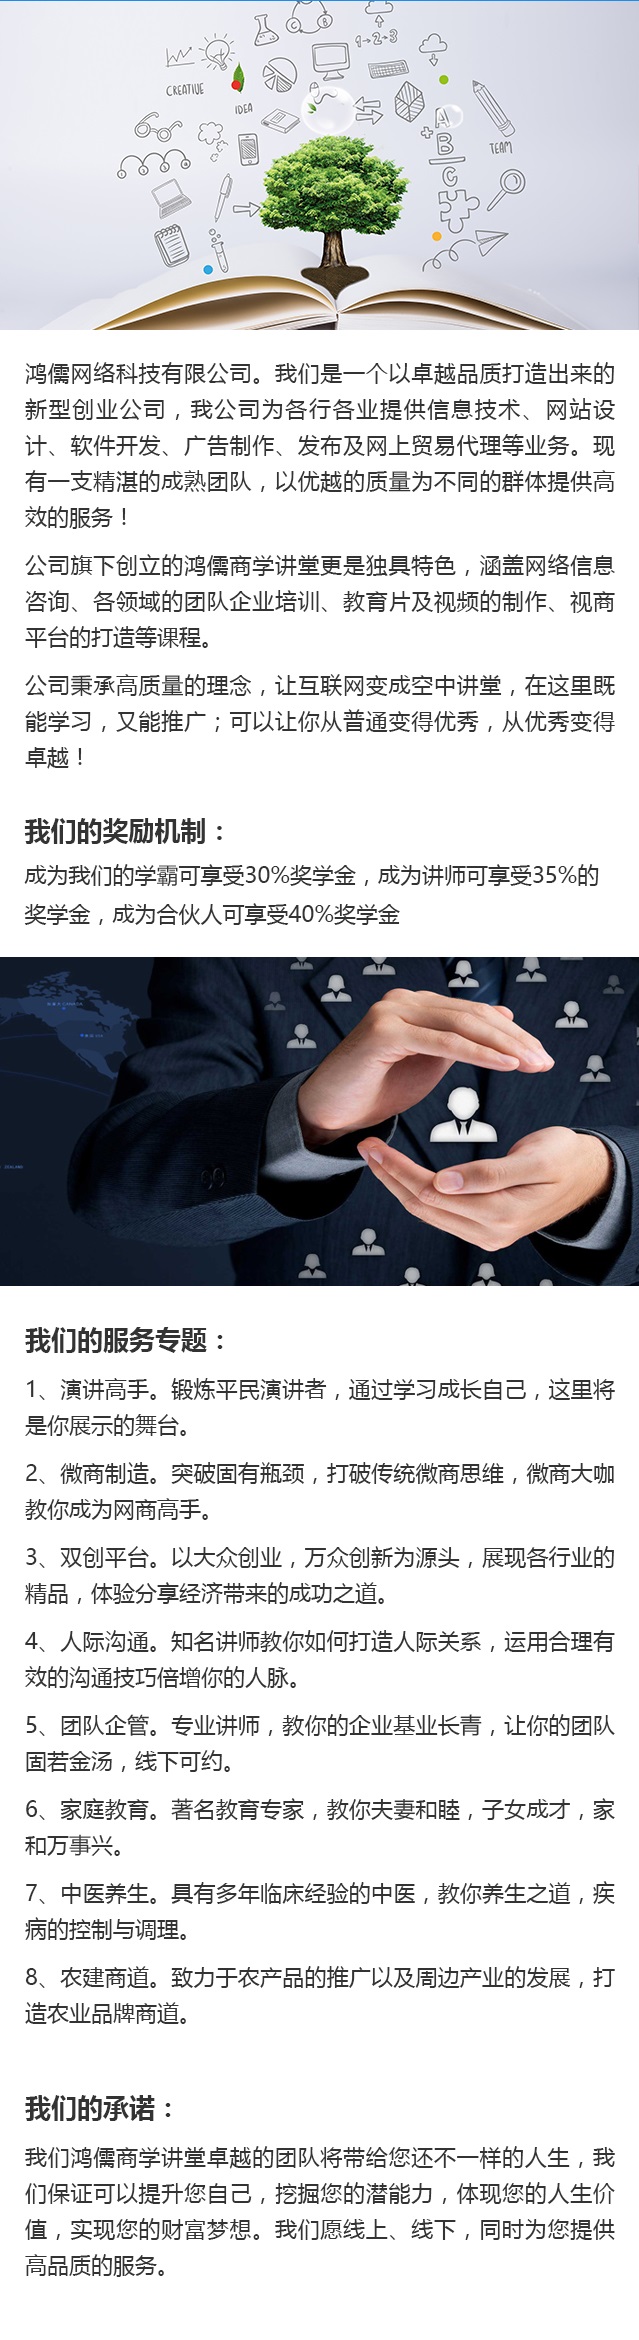 1-2-3
CREATIVE
IDEA
A
+B
C
TEAM
鸿儒网络科技有限公司。我们是一个以卓越品质打造出来的
新型创业公司，我公司为各行各业提供信息技术、网站设
计、软件开发、广告制作、发布及网上贸易代理等业务。现
有一支精湛的成熟团队，以优越的质量为不同的群体提供高
效的服务！
公司旗下创立的鸿儒商学讲堂更是独具特色，涵盖网络信息
咨询、各领域的团队企业培训、教育片及视频的制作、视商
平台的打造等课程。
公司秉承高质量的理念，让互联网变成空中讲堂，在这里既
能学习，又能推广；可以让你从普通变得优秀，从优秀变得
卓越！
我们的奖励机制：
成为我们的学霸可享受30%奖学金，成为讲师可享受35%的
奖学金，成为合伙人可享受40%奖学金
我们的服务专题：
1、演讲高手。锻炼平民演讲者，通过学习成长自己，这里将
是你展示的舞台。
2、微商制造。突破固有瓶颈，打破传统微商思维，微商大咖
教你成为网商高手。
3、双创平台。以大众创业，万众创新为源头，展现各行业的
精品，体验分享经济带来的成功之道。
4、人际沟通。知名讲师教你如何打造人际关系，运用合理有
效的沟通技巧倍增你的人脉。
5、团队企管。专业讲师，教你的企业基业长青，让你的团队
固若金汤，线下可约。
6、家庭教育。著名教育专家，教你夫妻和睦，子女成才，家
和万事兴。
7、中医养生。具有多年临床经验的中医，教你养生之道，疾
病的控制与调理。
8、农建商道。致力于农产品的推广以及周边产业的发展，打
造农业品牌商道。
我们的承诺：
我们鸿儒商学讲堂卓越的团队将带给您还不一样的人生，我
们保证可以提升您自己，挖掘您的潜能力，体现您的人生价
值，实现您的财富梦想。我们愿线上、线下，同时为您提供
高品质的服务。